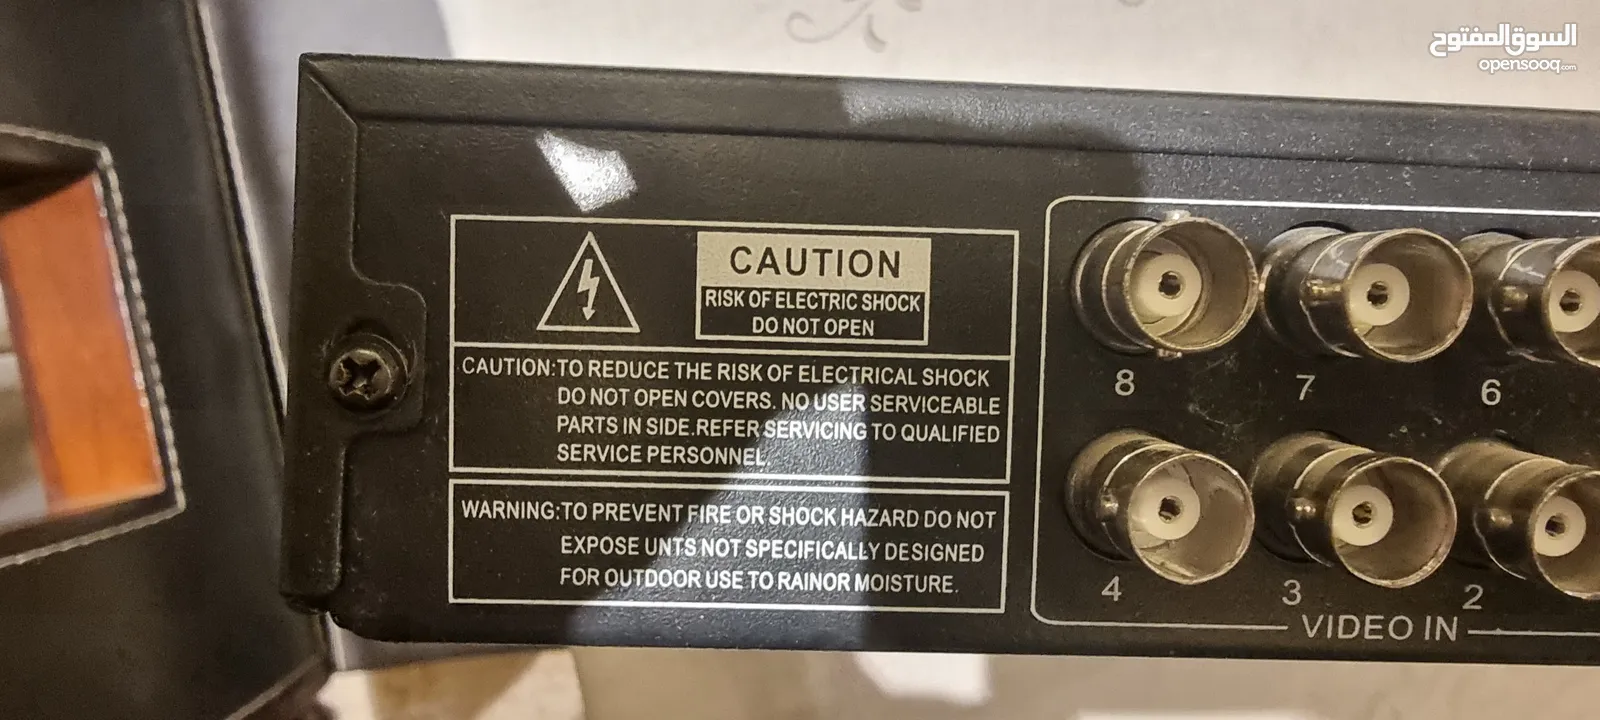 السوق المفتوح
opensooq.com
CAUTION
RISK OF ELECTRIC SHOCK
DO NOT OPEN
CAUTION:TO REDUCE THE RISK OF ELECTRICAL SHOCK
DO NOT OPEN COVERS. NO USER SERVICEABLE
PARTS IN SIDE.REFER SERVICING TO QUALIFIED
SERVICE PERSONNEL.
WARNING:TO PREVENT FIRE OR SHOCK HAZARD DO NOT
EXPOSE UNTS NOT SPECIFICALLY DESIGNED
FOR OUTDOOR USE TO RAINOR MOISTURE.
8 7 6
4 3 2
VIDEO IN